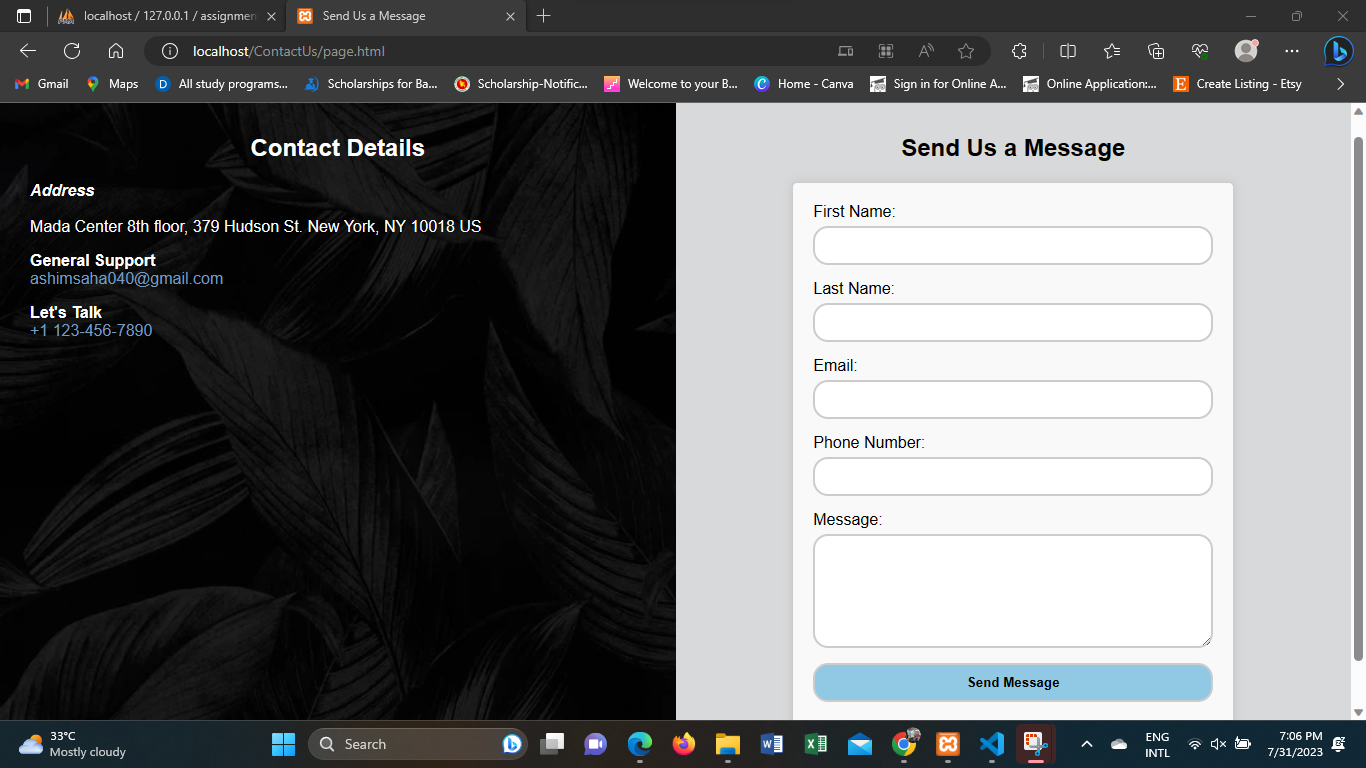 localhost / 127.0.0.1 / assignmen
Send Us a Message
localhost/ContactUs/page.html
Gmail
Maps
D
All study programs...
Scholarships for Ba...
Scholarship-Notific...
Welcome to your B...
Home - Canva
Sign in for Online A...
Online Application:...
E
Create Listing - Etsy
Contact Details
Address
Mada Center 8th floor, 379 Hudson St. New York, NY 10018 US
General Support
ashimsaha040@gmail.com
Let's Talk
+1 123-456-7890
Send Us a Message
First Name:
Last Name:
Email:
Phone Number:
Message:
Send Message
33°C
Mostly cloudy
Search
ENG
INTL
7:06 PM
7/31/2023